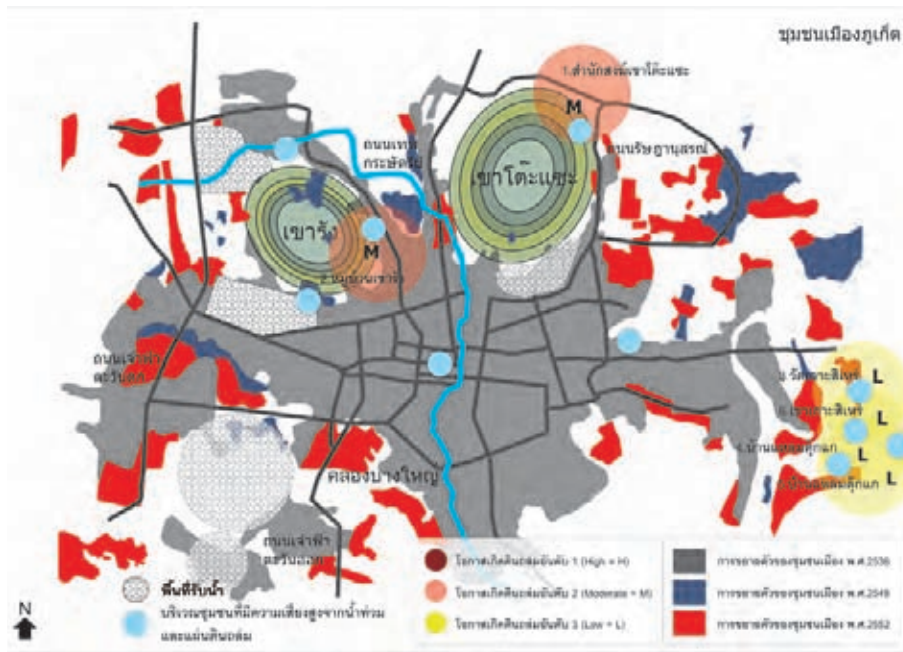 ชุมชนเมืองภูเก็ต
1.สำนักสงฆ์เขาโต๊ะแซะ
M
ถนนเทพ
กระษัตรี
ถนนรัษฎานุสรณ์
เขาโต๊ะแซะ
เขารัง
M
ถนนเจ้าฟ้า
ตะวันตก
L
L
4.บ้านแหลมตุ๊กแก
L
L
คลองบางใหญ่
ถนนเจ้าฟ้า
ตะวันออก
N
พื้นที่รับน้ำ
บริเวณชุมชนที่มีความเสี่ยงสูงจากน้ำท่วม
และแผ่นดินถล่ม
โอกาสเกิดดินถล่มอันดับ 1 (High = H)
โอกาสเกิดดินถล่มอันดับ 2 (Moderate = M)
โอกาสเกิดดินถล่มอันดับ 3 (Low = L)
การขยายตัวของชุมชนเมือง พ.ศ.2536
การขยายตัวของชุมชนเมือง พ.ศ.2549
การขยายตัวของชุมชนเมือง พ.ศ.2552